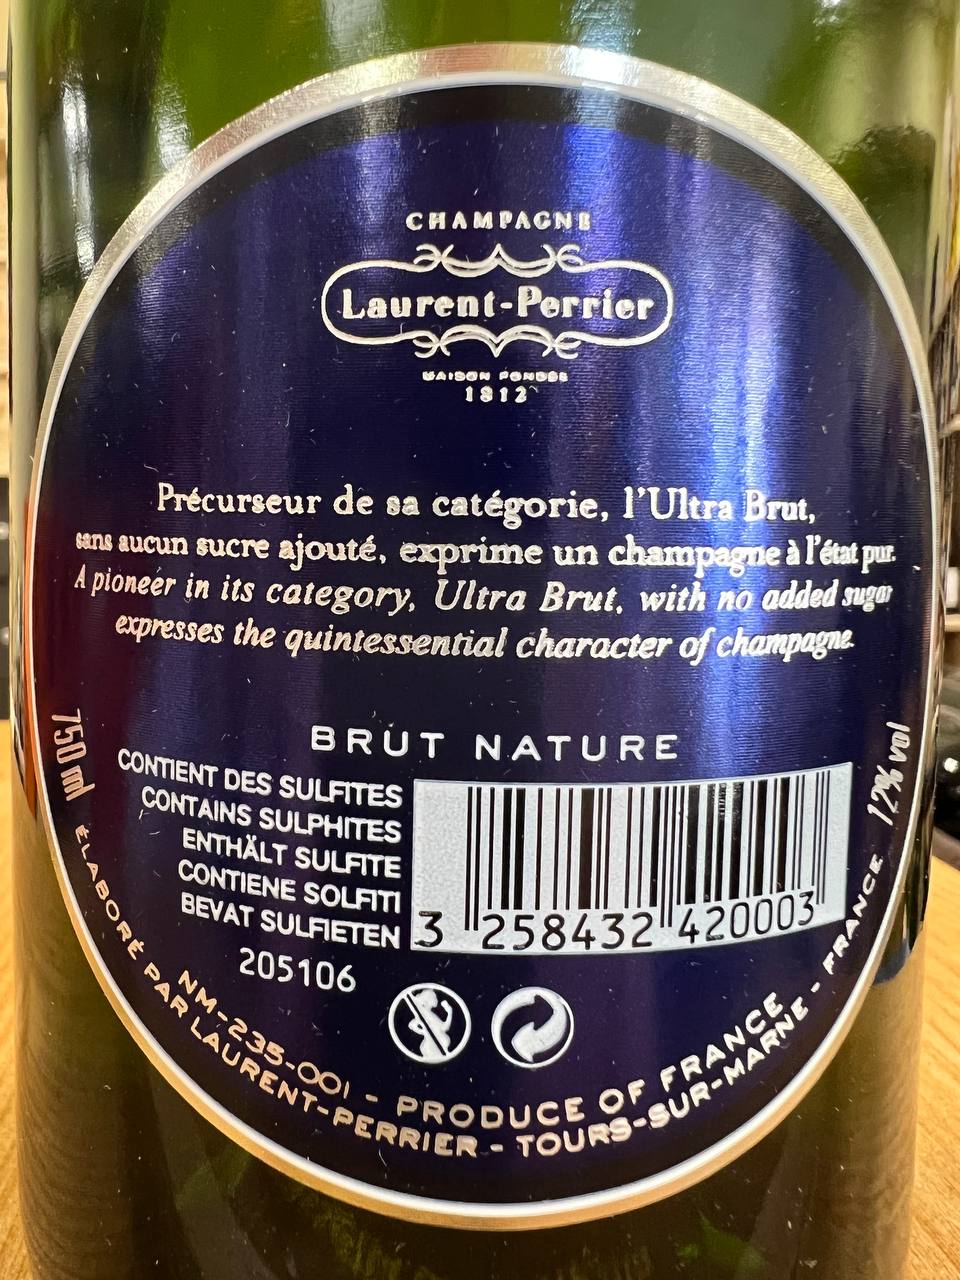 CHAMPAGNE
Laurent-Perrier
MAISON FONDÉE
1812
Précurseur de sa catégorie, l'Ultra Brut,
sans aucun sucre ajouté, exprime un champagne à l'état pur.
A pioneer in its category, Ultra Brut, with no added sugar
expresses the quintessential character of champagne.
BRUT NATURE
750 ml
12% vol
CONTIENT DES SULFITES
CONTAINS SULPHITES
ENTHÄLT SULFITE
CONTIENE SOLFITI
BEVAT SULFIETEN
3 258432 420003
205106
NM-235-001 - PRODUCE OF FRANCE
ÉLABORÉ PAR LAURENT-PERRIER - TOURS-SUR-MARNE - FRANCE